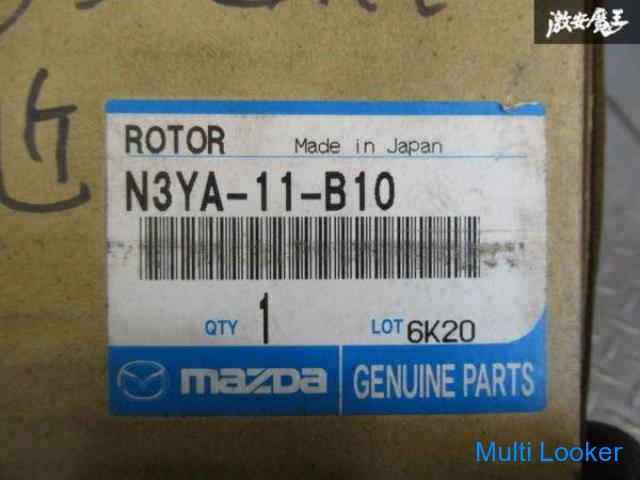 激安魔王
ROTOR Made in Japan
N3YA-11-B10
QTY 1 LOT 6K20
mazda GENUINE PARTS
Multi Looker